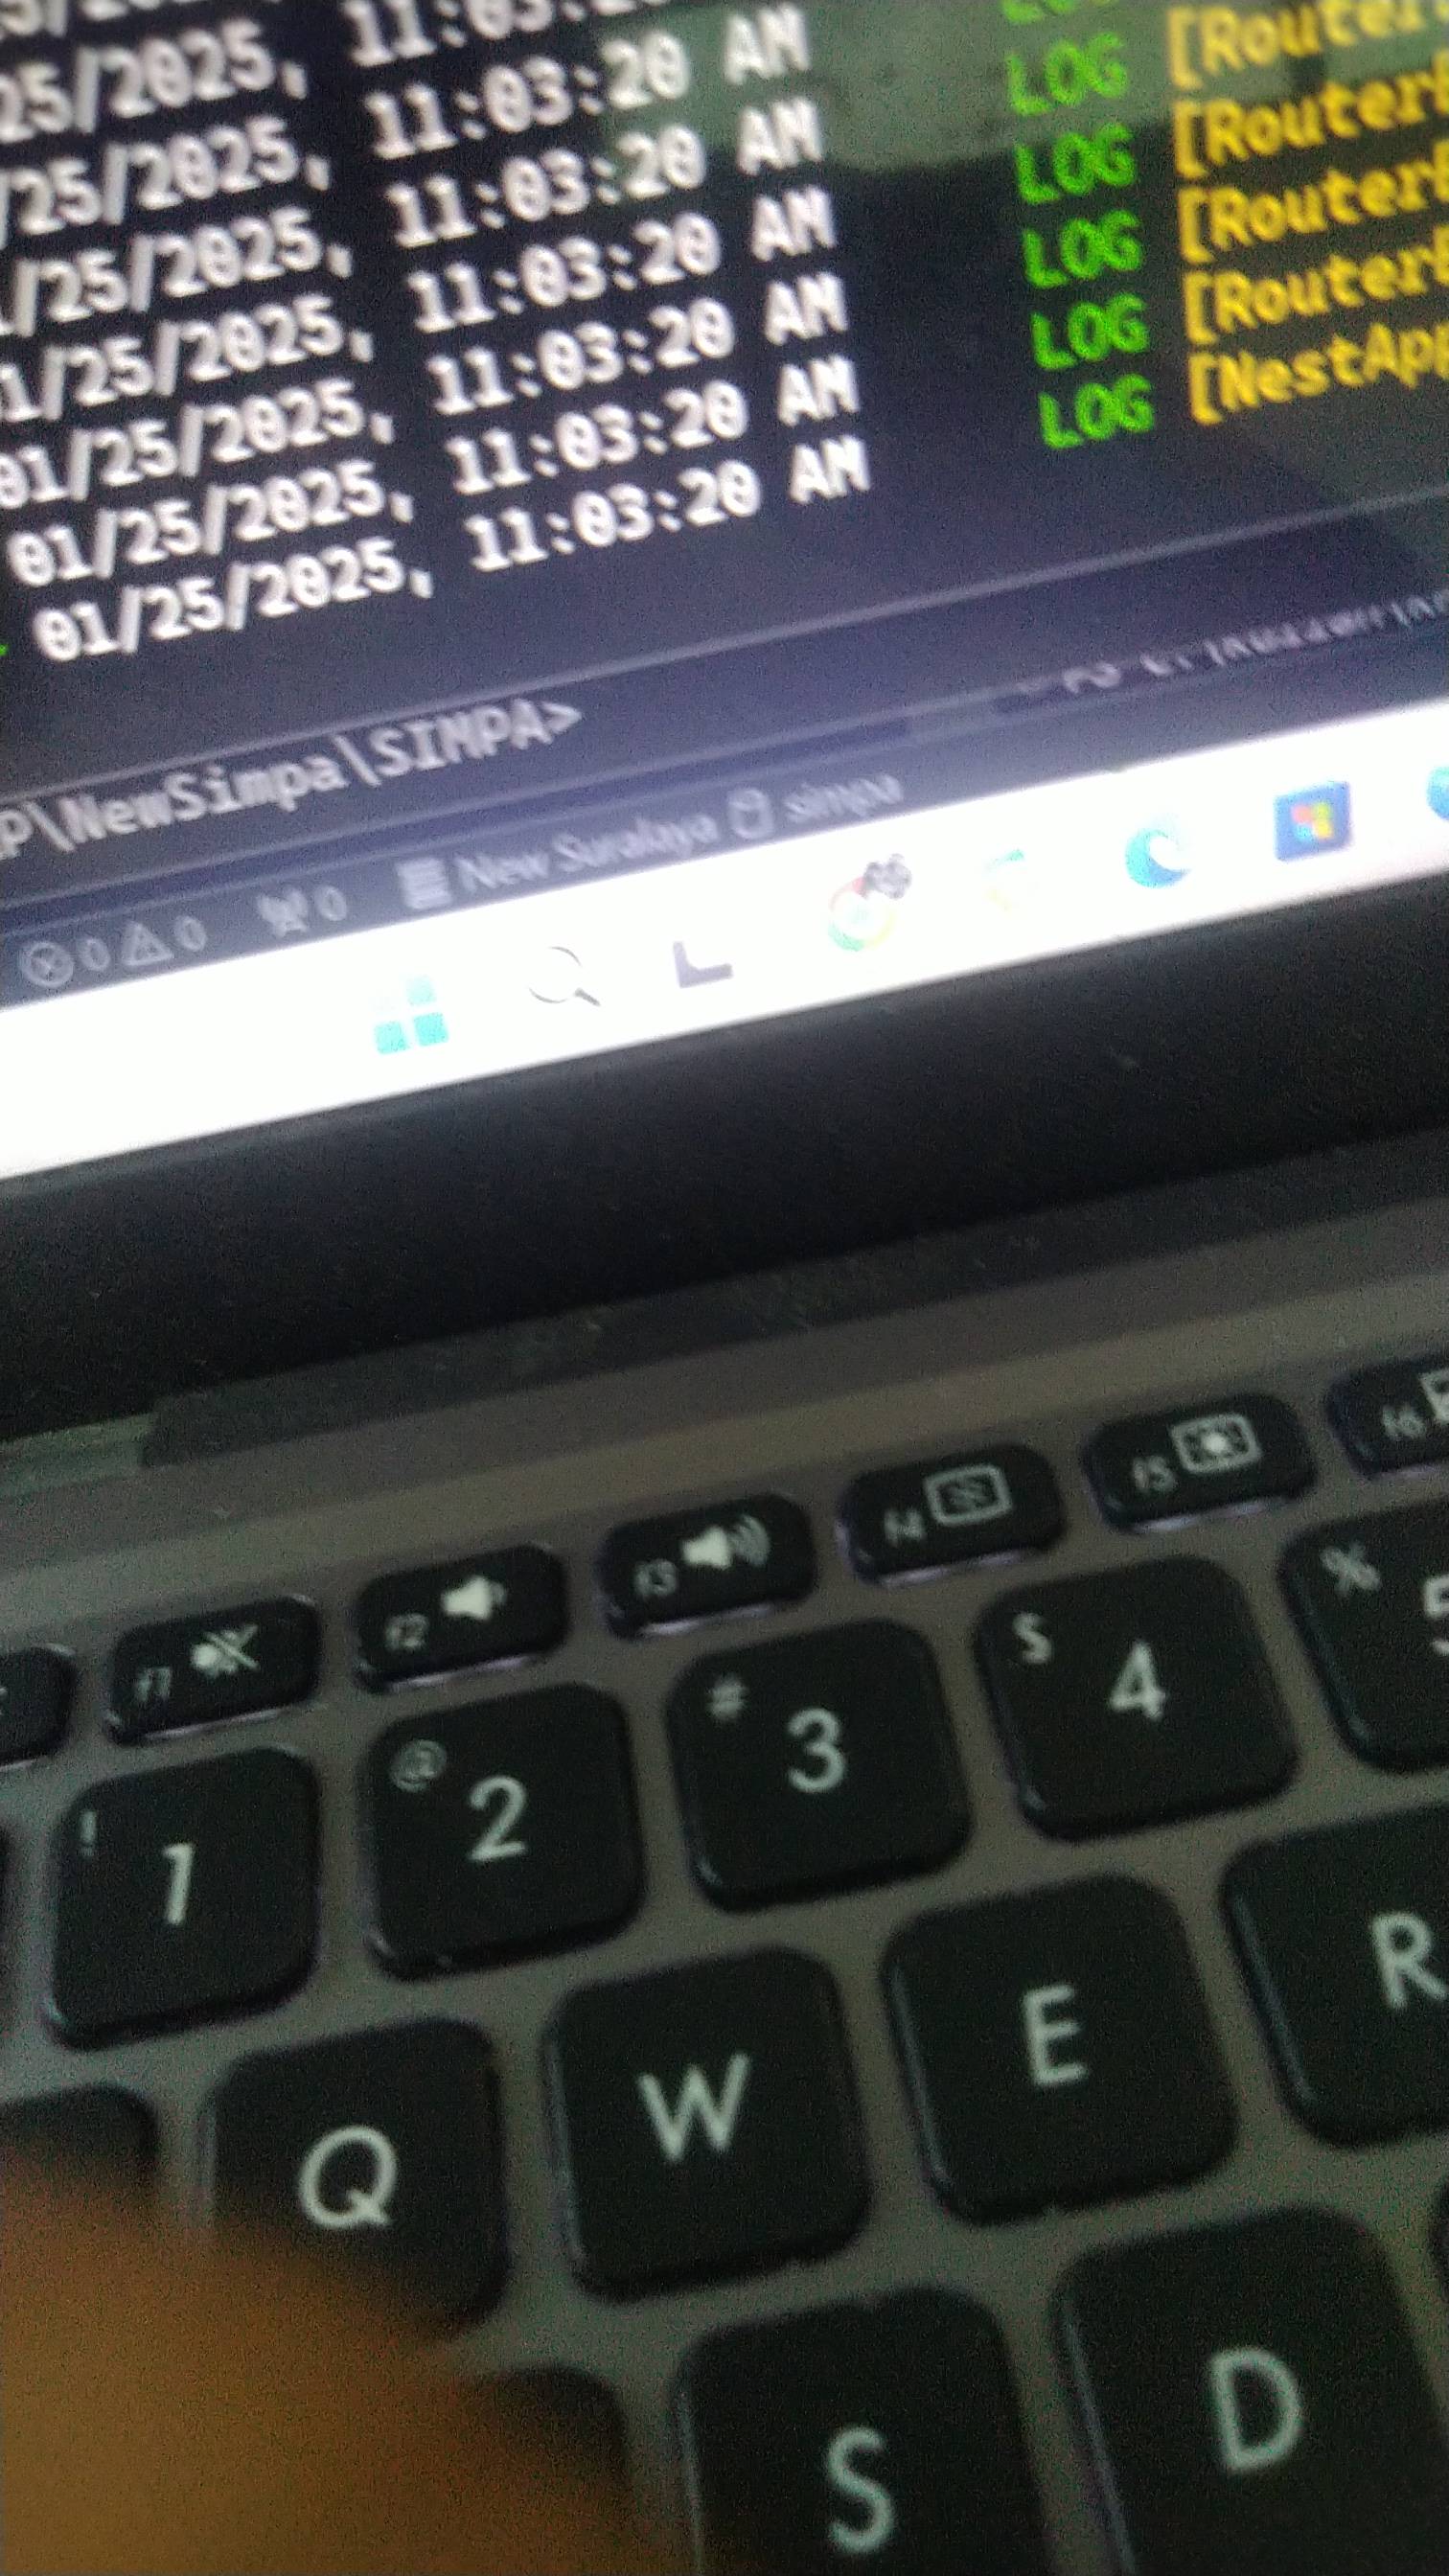 25/2025, 11:03:20 AM LOG [Router
/25/2025, 11:03:20 AM LOG [Router
/25/2025, 11:03:20 AM LOG [Router
1/25/2025, 11:03:20 AM LOG [Router
01/25/2025, 11:03:20 AM LOG [NestApp
01/25/2025, 11:03:20 AM
01/25/2025, 11:03:20 AM
P\NewSimpa\SIMPA>
0 0 0 New Surabaya simpa
f1 f2 f3 f4 f5 f6
! 1 @ 2 # 3 $ 4 % 5
Q W E R
S D